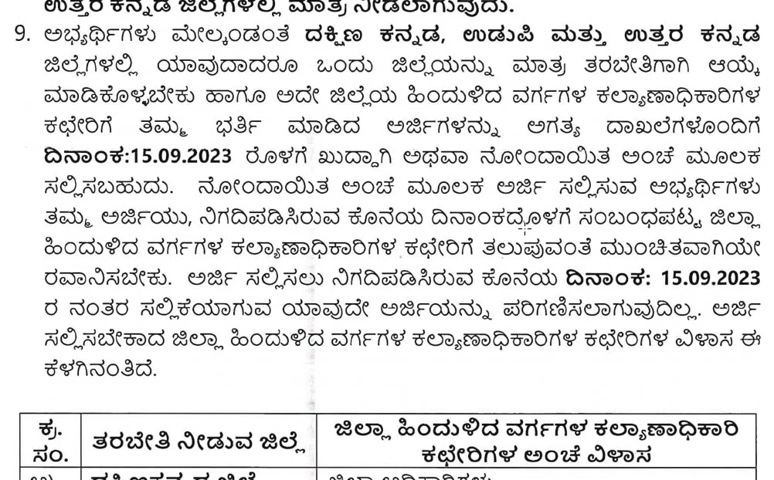 ಉತ್ತರ ಕನ್ನಡ ಜಿಲ್ಲೆಗಳಲ್ಲಿ ಮಾತ್ರ ನೀಡಲಾಗುವುದು.
9. ಅಭ್ಯರ್ಥಿಗಳು ಮೇಲ್ಕಂಡಂತೆ ದಕ್ಷಿಣ ಕನ್ನಡ, ಉಡುಪಿ ಮತ್ತು ಉತ್ತರ ಕನ್ನಡ
ಜಿಲ್ಲೆಗಳಲ್ಲಿ ಯಾವುದಾದರೂ ಒಂದು ಜಿಲ್ಲೆಯನ್ನು ಮಾತ್ರ ತರಬೇತಿಗಾಗಿ ಆಯ್ಕೆ
ಮಾಡಿಕೊಳ್ಳಬೇಕು ಹಾಗೂ ಅದೇ ಜಿಲ್ಲೆಯ ಹಿಂದುಳಿದ ವರ್ಗಗಳ ಕಲ್ಯಾಣಾಧಿಕಾರಿಗಳ
ಕಛೇರಿಗೆ ತಮ್ಮ ಭರ್ತಿ ಮಾಡಿದ ಅರ್ಜಿಗಳನ್ನು ಅಗತ್ಯ ದಾಖಲೆಗಳೊಂದಿಗೆ
ದಿನಾಂಕ:15.09.2023 ರೊಳಗೆ ಖುದ್ದಾಗಿ ಅಥವಾ ನೋಂದಾಯಿತ ಅಂಚೆ ಮೂಲಕ
ಸಲ್ಲಿಸಬಹುದು. ನೋಂದಾಯಿತ ಅಂಚೆ ಮೂಲಕ ಅರ್ಜಿ ಸಲ್ಲಿಸುವ ಅಭ್ಯರ್ಥಿಗಳು
ತಮ್ಮ ಅರ್ಜಿಯು, ನಿಗದಿಪಡಿಸಿರುವ ಕೊನೆಯ ದಿನಾಂಕದ್ರೊಳಗೆ ಸಂಬಂಧಪಟ್ಟ ಜಿಲ್ಲಾ
ಹಿಂದುಳಿದ ವರ್ಗಗಳ ಕಲ್ಯಾಣಾಧಿಕಾರಿಗಳ ಕಛೇರಿಗೆ ತಲುಪುವಂತೆ ಮುಂಚಿತವಾಗಿಯೇ
ರವಾನಿಸಬೇಕು. ಅರ್ಜಿ ಸಲ್ಲಿಸಲು ನಿಗದಿಪಡಿಸಿರುವ ಕೊನೆಯ ದಿನಾಂಕ: 15.09.2023
ರ ನಂತರ ಸಲ್ಲಿಕೆಯಾಗುವ ಯಾವುದೇ ಅರ್ಜಿಯನ್ನು ಪರಿಗಣಿಸಲಾಗುವುದಿಲ್ಲ. ಅರ್ಜಿ
ಸಲ್ಲಿಸಬೇಕಾದ ಜಿಲ್ಲಾ ಹಿಂದುಳಿದ ವರ್ಗಗಳ ಕಲ್ಯಾಣಾಧಿಕಾರಿಗಳ ಕಛೇರಿಗಳ ವಿಳಾಸ ಈ
ಕೆಳಗಿನಂತಿದೆ.
ಕ್ರ. ಸಂ.
ತರಬೇತಿ ನೀಡುವ ಜಿಲ್ಲೆ
ಜಿಲ್ಲಾ ಹಿಂದುಳಿದ ವರ್ಗಗಳ ಕಲ್ಯಾಣಾಧಿಕಾರಿ
ಕಛೇರಿಗಳ ಅಂಚೆ ವಿಳಾಸ